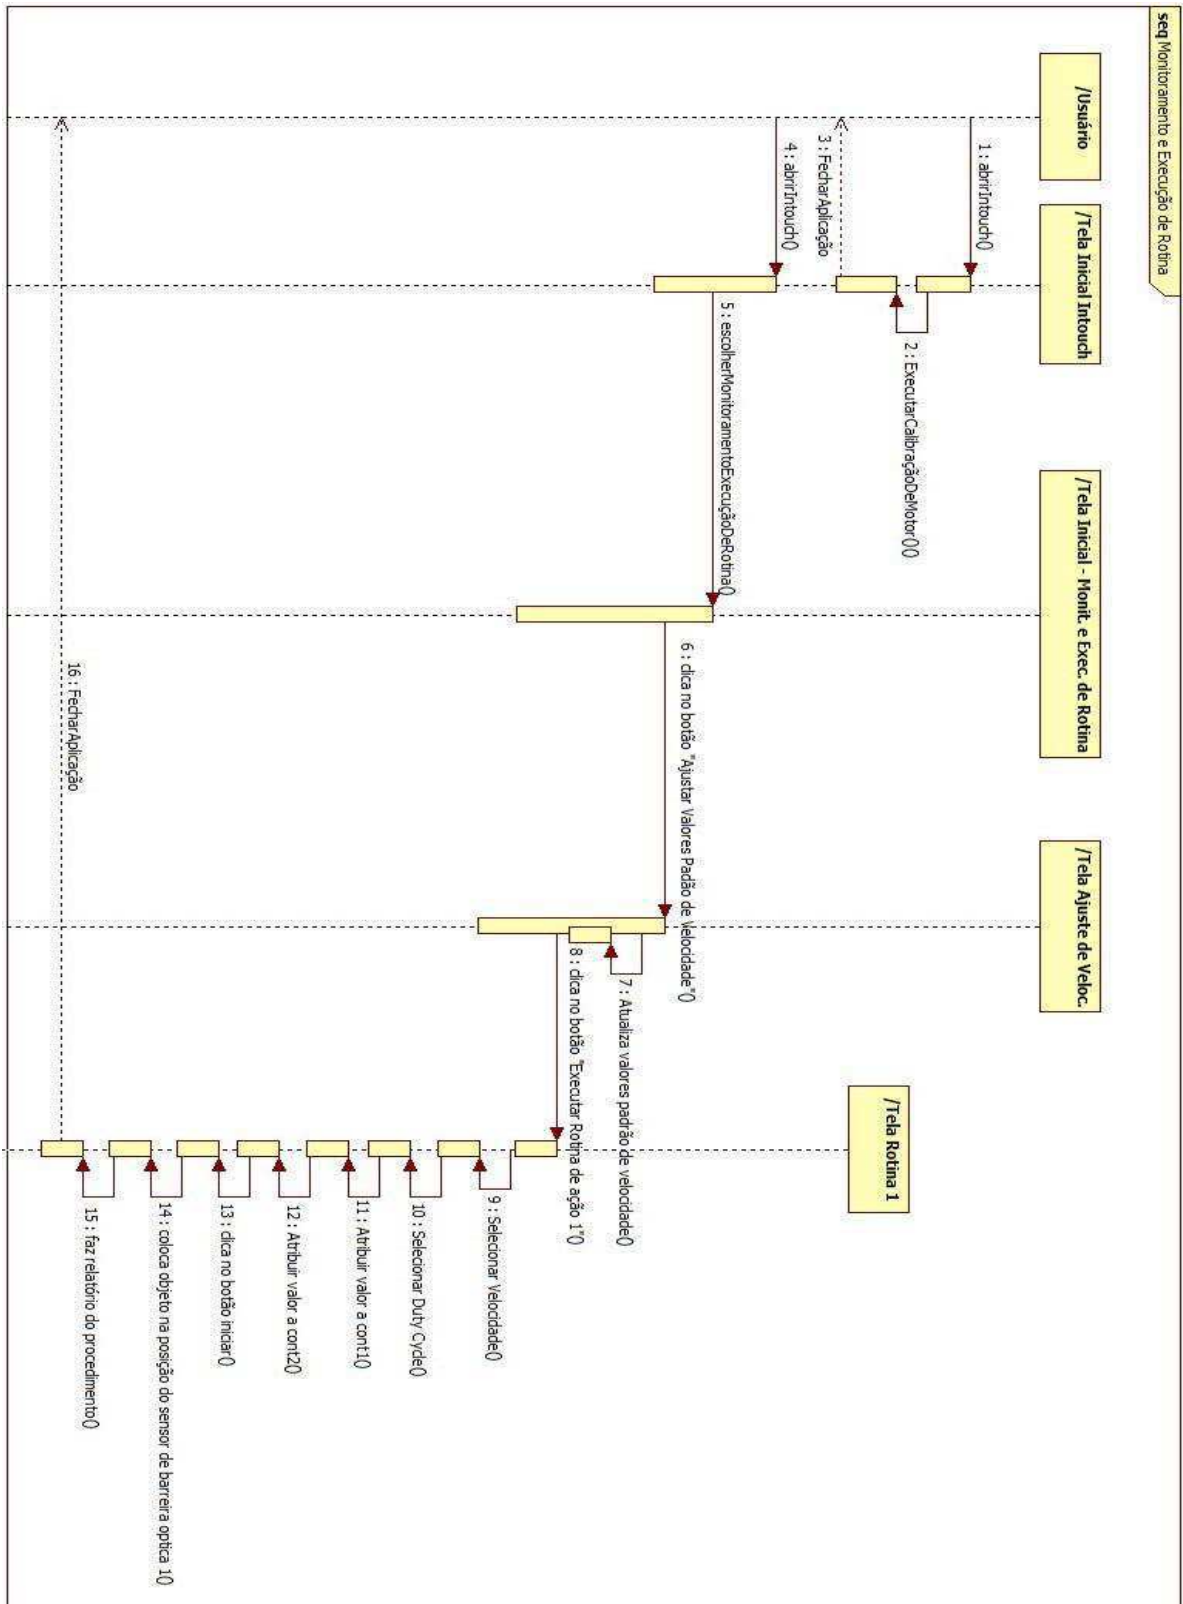 seq Monitoramento e Execução de Rotina
/Usuário
/Tela Inicial Intouch
/Tela Inicial - Monit. e Exec. de Rotina
/Tela Ajuste de Veloc.
/Tela Rotina 1
1 : abrirIntouch()
2 : ExecutarCalibraçãoDeMotor()()
3 : FecharAplicação
4 : abrirIntouch()
5 : escolherMonitoramentoExecuçãoDeRotina()
6 : clica no botão "Ajustar Valores Padão de Velocidade"()
7 : Atualiza valores padrão de velocidade()
8 : clica no botão "Executar Rotina de ação 1"()
9 : Selecionar Velocidade()
10 : Selecionar Duty Cycle()
11 : Atribuir valor a cont1()
12 : Atribuir valor a cont2()
13 : clica no botão iniciar()
14 : coloca objeto na posição do sensor de barreira optica 1()
15 : faz relatório do procedimento()
16 : FecharAplicação